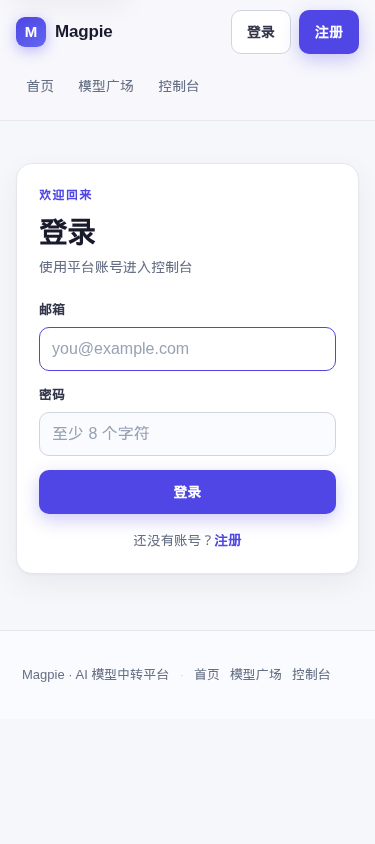 M Magpie 登录 注册
首页 模型广场 控制台
欢迎回来
登录
使用平台账号进入控制台
邮箱
you@example.com
密码
至少 8 个字符
登录
还没有账号？注册
Magpie · AI 模型中转平台 · 首页 模型广场 控制台